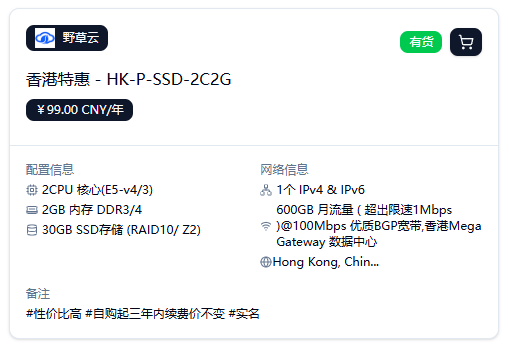 野草云
有货
香港特惠 - HK-P-SSD-2C2G
￥99.00 CNY/年
配置信息
2CPU 核心(E5-v4/3)
2GB 内存 DDR3/4
30GB SSD存储 (RAID10/ Z2)
网络信息
1个 IPv4 & IPv6
600GB 月流量 ( 超出限速1Mbps
)@100Mbps 优质BGP宽带,香港Mega
Gateway 数据中心
Hong Kong, Chin...
备注
#性价比高 #自购起三年内续费价不变 #实名